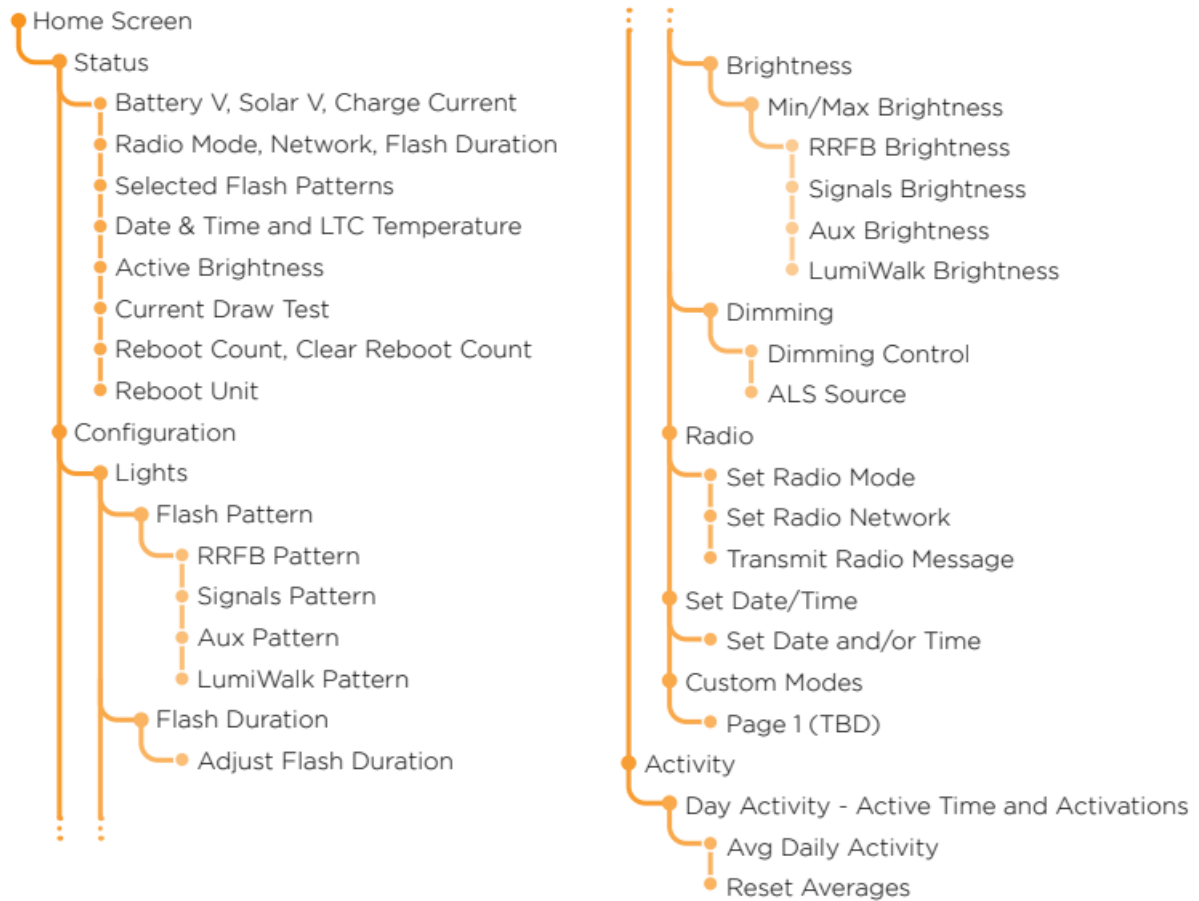 Home Screen
Status
Battery V, Solar V, Charge Current
Radio Mode, Network, Flash Duration
Selected Flash Patterns
Date & Time and LTC Temperature
Active Brightness
Current Draw Test
Reboot Count, Clear Reboot Count
Reboot Unit
Configuration
Lights
Flash Pattern
RRFB Pattern
Signals Pattern
Aux Pattern
LumiWalk Pattern
Flash Duration
Adjust Flash Duration
Brightness
Min/Max Brightness
RRFB Brightness
Signals Brightness
Aux Brightness
LumiWalk Brightness
Dimming
Dimming Control
ALS Source
Radio
Set Radio Mode
Set Radio Network
Transmit Radio Message
Set Date/Time
Set Date and/or Time
Custom Modes
Page 1 (TBD)
Activity
Day Activity - Active Time and Activations
Avg Daily Activity
Reset Averages